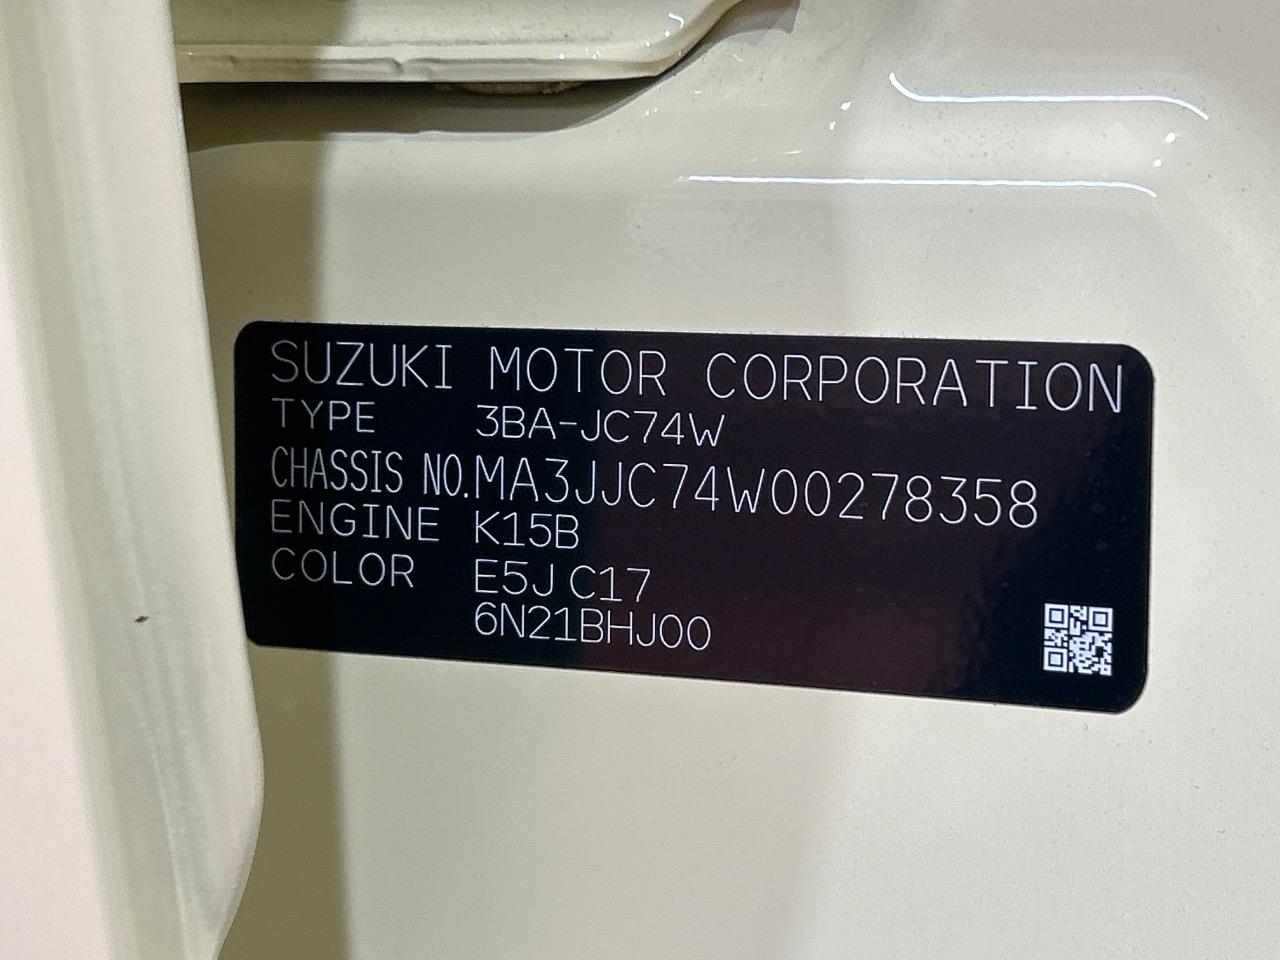 SUZUKI MOTOR CORPORATION
TYPE 3BA-JC74W
CHASSIS NO.MA3JJC74W00278358
ENGINE K15B
COLOR E5J C17
6N21BHJ00